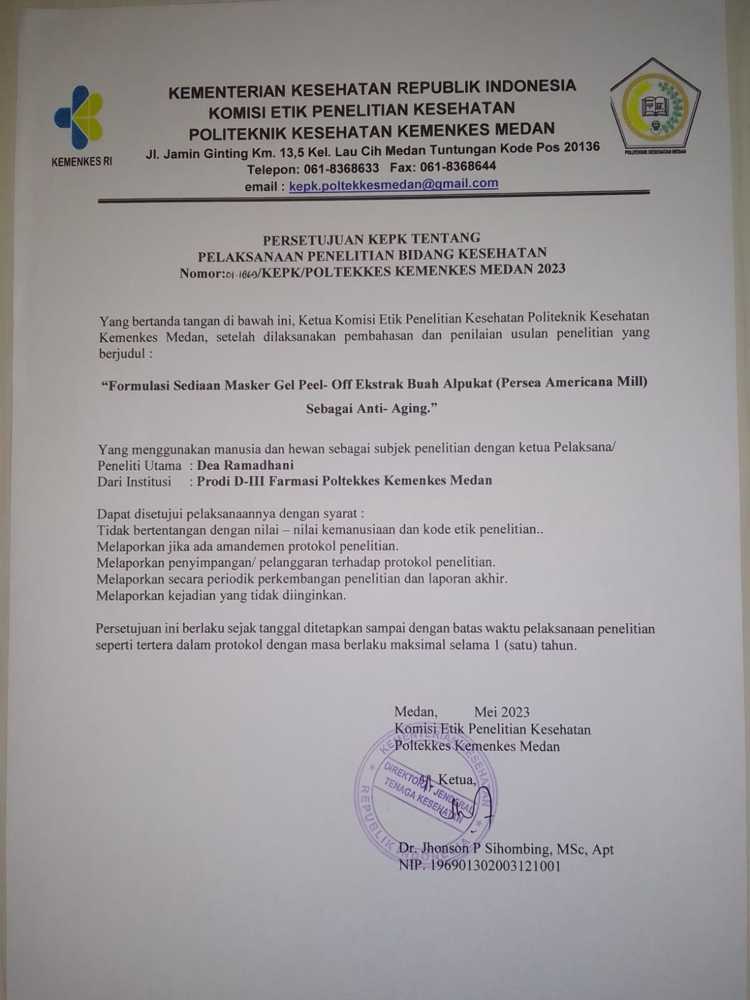 KEMENTERIAN KESEHATAN REPUBLIK INDONESIA
KOMISI ETIK PENELITIAN KESEHATAN
POLITEKNIK KESEHATAN KEMENKES MEDAN
Jl. Jamin Ginting Km. 13,5 Kel. Lau Cih Medan Tuntungan Kode Pos 20136
Telepon: 061-8368633 Fax: 061-8368644
email : kepk.poltekkesmedan@gmail.com
KEMENKES RI
POLITEKNIK KESEHATAN MEDAN
PERSETUJUAN KEPK TENTANG
PELAKSANAAN PENELITIAN BIDANG KESEHATAN
Nomor:01.1869/KEPK/POLTEKKES KEMENKES MEDAN 2023
Yang bertanda tangan di bawah ini, Ketua Komisi Etik Penelitian Kesehatan Politeknik Kesehatan
Kemenkes Medan, setelah dilaksanakan pembahasan dan penilaian usulan penelitian yang
berjudul :
“Formulasi Sediaan Masker Gel Peel- Off Ekstrak Buah Alpukat (Persea Americana Mill)
Sebagai Anti- Aging.”
Yang menggunakan manusia dan hewan sebagai subjek penelitian dengan ketua Pelaksana/
Peneliti Utama : Dea Ramadhani
Dari Institusi : Prodi D-III Farmasi Poltekkes Kemenkes Medan
Dapat disetujui pelaksanaannya dengan syarat :
Tidak bertentangan dengan nilai – nilai kemanusiaan dan kode etik penelitian..
Melaporkan jika ada amandemen protokol penelitian.
Melaporkan penyimpangan/ pelanggaran terhadap protokol penelitian.
Melaporkan secara periodik perkembangan penelitian dan laporan akhir.
Melaporkan kejadian yang tidak diinginkan.
Persetujuan ini berlaku sejak tanggal ditetapkan sampai dengan batas waktu pelaksanaan penelitian
seperti tertera dalam protokol dengan masa berlaku maksimal selama 1 (satu) tahun.
Medan, Mei 2023
Komisi Etik Penelitian Kesehatan
Poltekkes Kemenkes Medan
Ketua,
KEMENTERIAN KESEHATAN
DIREKTORAT JENDERAL
TENAGA KESEHATAN
REPUBLIK INDONESIA
Dr. Jhonson P Sihombing, MSc, Apt
NIP. 196901302003121001